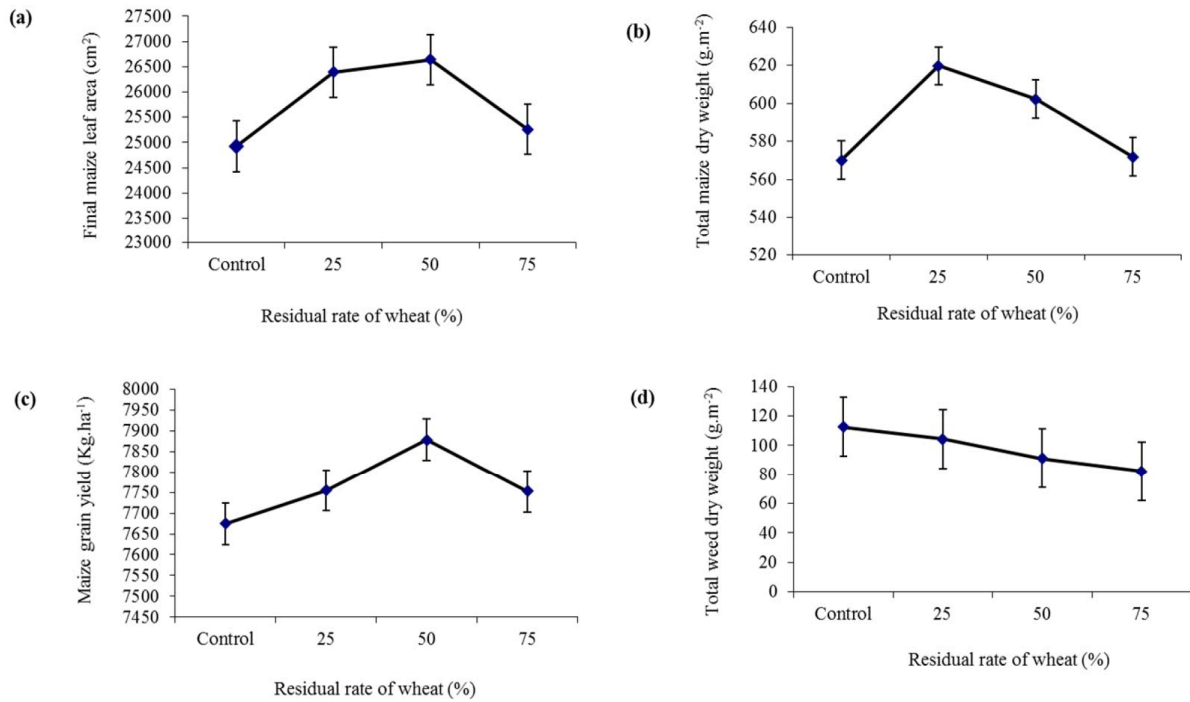 (a)
Final maize leaf area (cm²)
27500
27000
26500
26000
25500
25000
24500
24000
23500
23000
Control 25 50 75
Residual rate of wheat (%)
(b)
Total maize dry weight (g.m⁻²)
640
620
600
580
560
540
520
Control 25 50 75
Residual rate of wheat (%)
(c)
Maize grain yield (Kg.ha⁻¹)
8000
7950
7900
7850
7800
7750
7700
7650
7600
7550
7500
7450
Control 25 50 75
Residual rate of wheat (%)
(d)
Total weed dry weight (g.m⁻²)
140
120
100
80
60
40
20
0
Control 25 50 75
Residual rate of wheat (%)